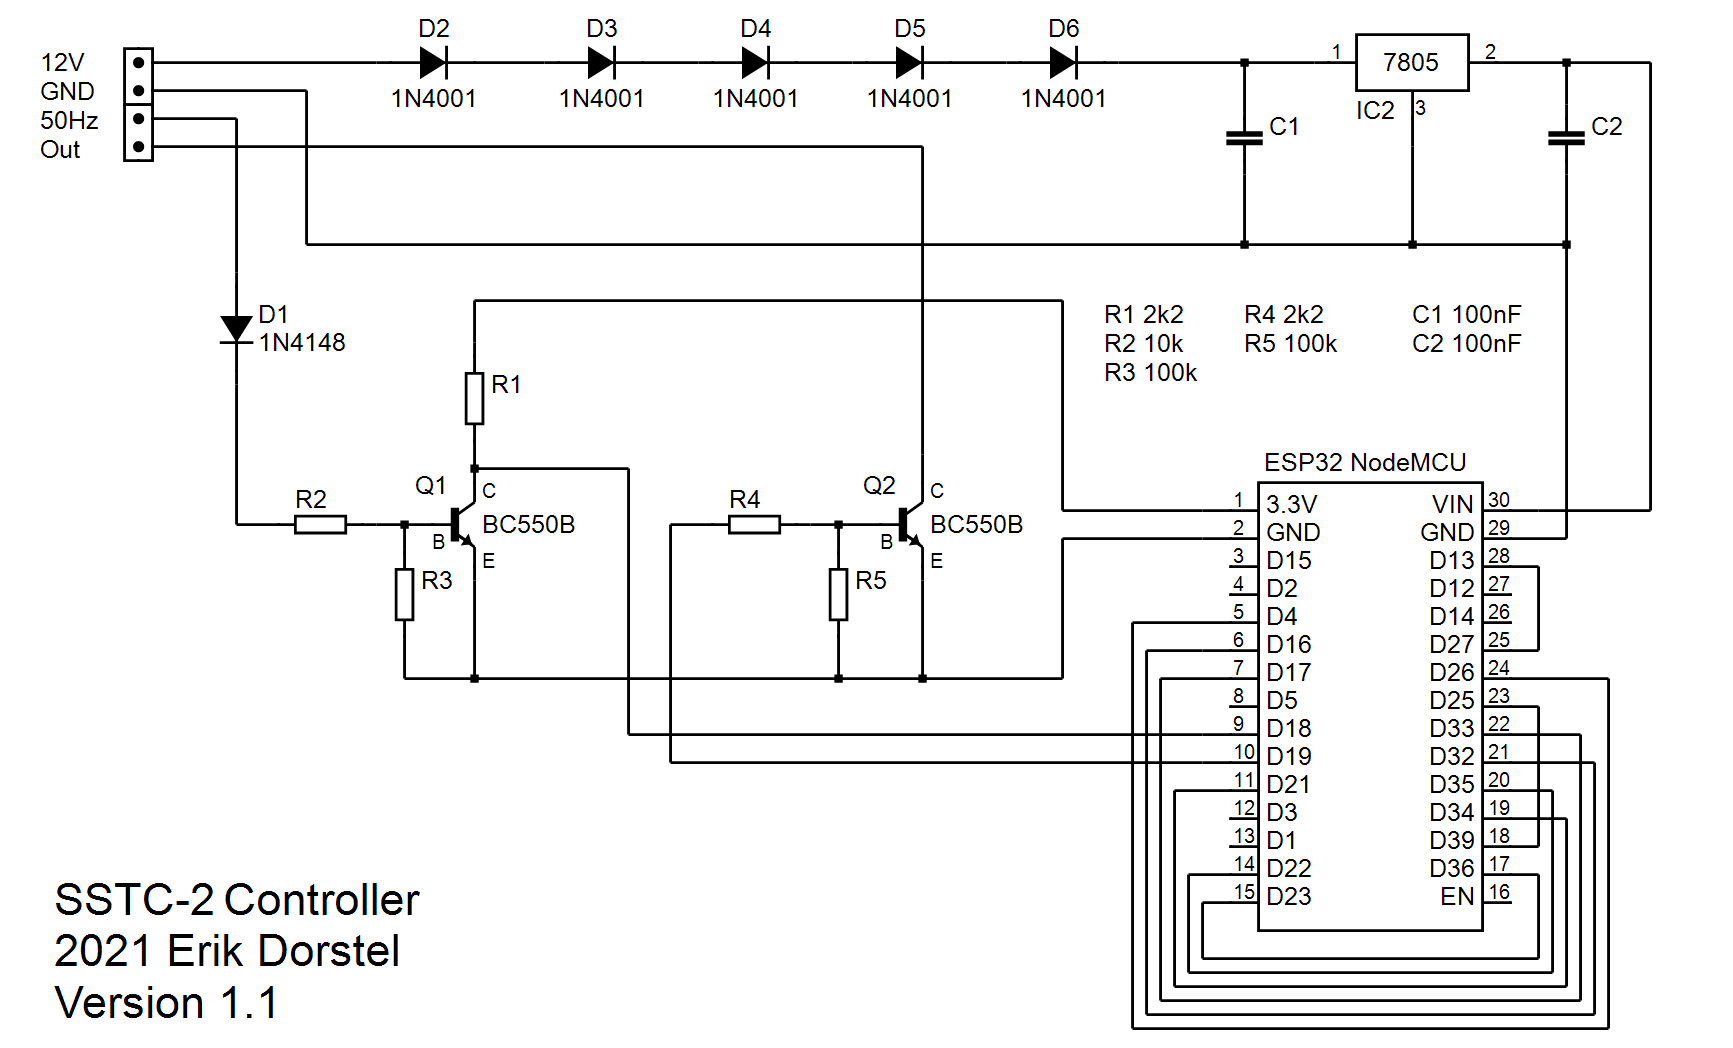 D2 D3 D4 D5 D6
12V
GND
50Hz
Out
1N4001 1N4001 1N4001 1N4001 1N4001
1 7805 2
IC2 3
C1 C2
D1
1N4148
R1 2k2 R4 2k2 C1 100nF
R2 10k R5 100k C2 100nF
R3 100k
R1
R2 Q1 C BC550B B E
R3
R4 Q2 C BC550B B E
R5
ESP32 NodeMCU
1 3.3V VIN 30
2 GND GND 29
3 D15 D13 28
4 D2 D12 27
5 D4 D14 26
6 D16 D27 25
7 D17 D26 24
8 D5 D25 23
9 D18 D33 22
10 D19 D32 21
11 D21 D35 20
12 D3 D34 19
13 D1 D39 18
14 D22 D36 17
15 D23 EN 16
SSTC-2 Controller
2021 Erik Dorstel
Version 1.1